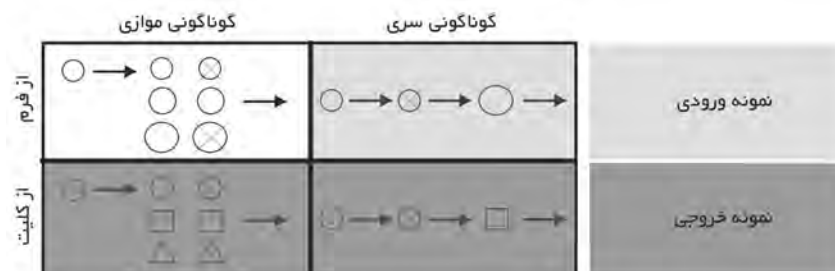 گوناگونی سری
گوناگونی موازی
از فرم
نمونه ورودی
از کلیت
نمونه خروجی